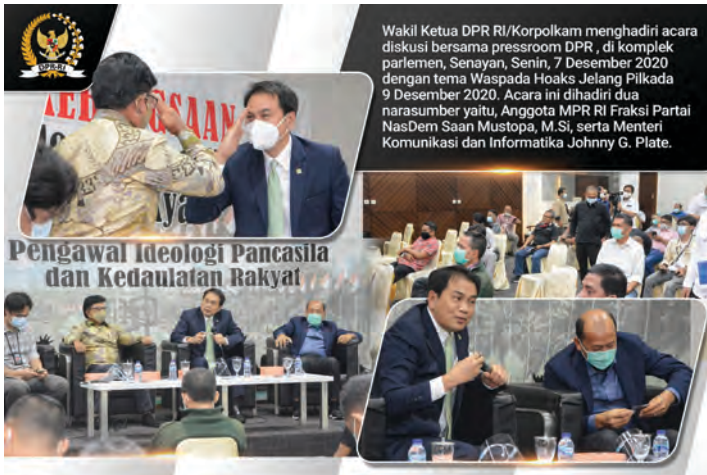 DPR-RI
Wakil Ketua DPR RI/Korpolkam menghadiri acara
diskusi bersama pressroom DPR , di komplek
parlemen, Senayan, Senin, 7 Desember 2020
dengan tema Waspada Hoaks Jelang Pilkada
9 Desember 2020. Acara ini dihadiri dua
narasumber yaitu, Anggota MPR RI Fraksi Partai
NasDem Saan Mustopa, M.Si, serta Menteri
Komunikasi dan Informatika Johnny G. Plate.
Pengawal Ideologi Pancasila
dan Kedaulatan Rakyat